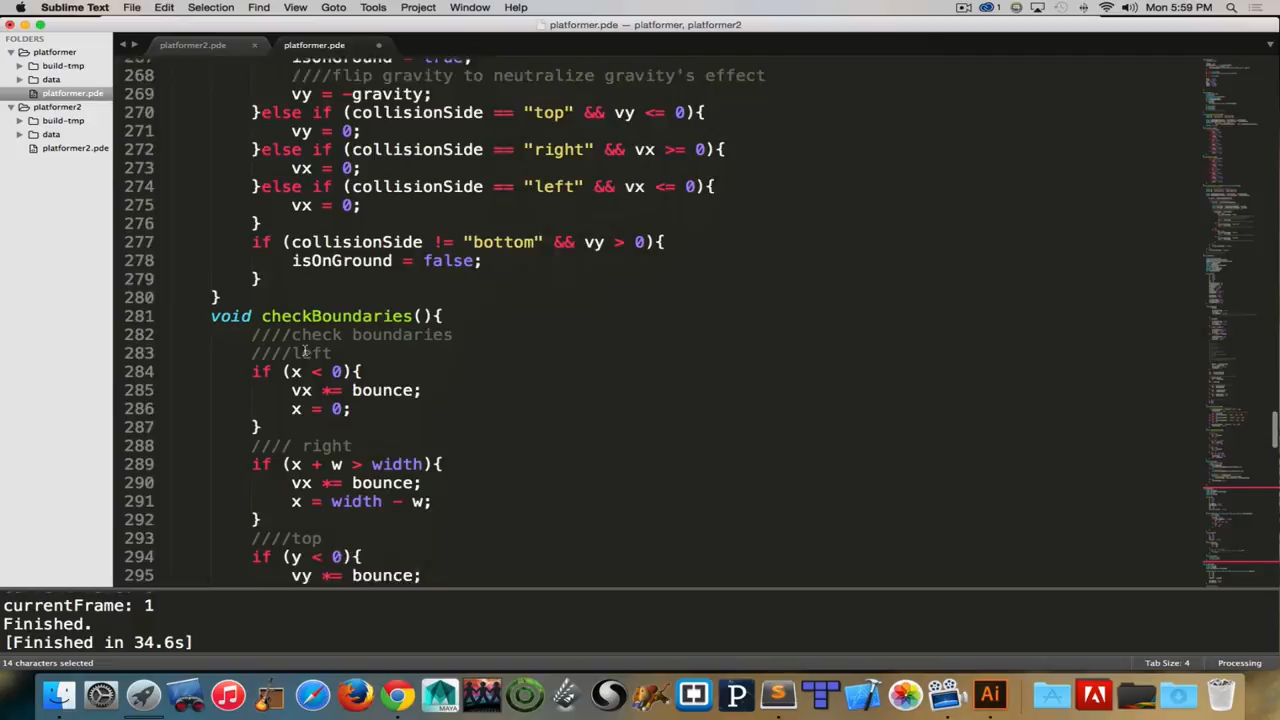 Sublime Text File Edit Selection Find View Goto Tools Project Window Help 1 Mon 5:59 PM
platformer.pde — platformer, platformer2
FOLDERS
platformer
build-tmp
data
platformer.pde
platformer2
build-tmp
data
platformer2.pde
platformer2.pde × platformer.pde
267 isOnGround = true;
268 ////flip gravity to neutralize gravity's effect
269 vy = -gravity;
270 }else if (collisionSide == "top" && vy <= 0){
271 vy = 0;
272 }else if (collisionSide == "right" && vx >= 0){
273 vx = 0;
274 }else if (collisionSide == "left" && vx <= 0){
275 vx = 0;
276 }
277 if (collisionSide != "bottom" && vy > 0){
278 isOnGround = false;
279 }
280 }
281 void checkBoundaries(){
282 ////check boundaries
283 ////left
284 if (x < 0){
285 vx *= bounce;
286 x = 0;
287 }
288 //// right
289 if (x + w > width){
290 vx *= bounce;
291 x = width - w;
292 }
293 ////top
294 if (y < 0){
295 vy *= bounce;
currentFrame: 1
Finished.
[Finished in 34.6s]
14 characters selected Tab Size: 4 Processing
MAYA P S Ai